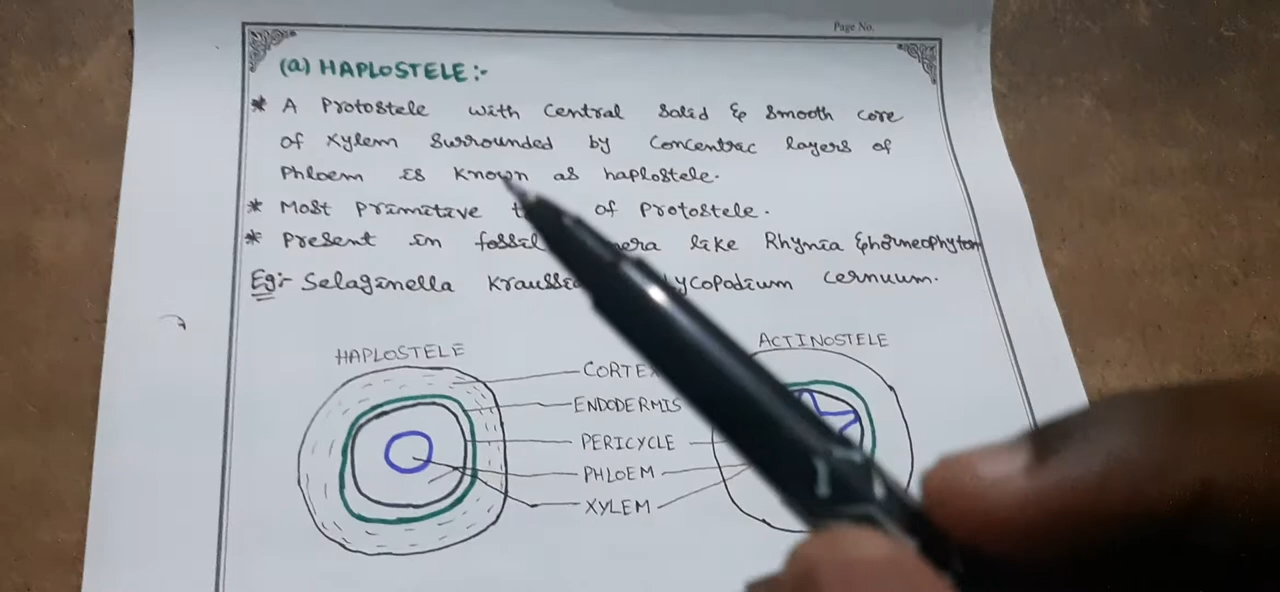 Page No.
(a) HAPLOSTELE:-
* A Protostele with central Solid & Smooth core
of Xylem Surrounded by Concentric layers of
Phloem is known as haplostele.
* Most Primitive of Protostele.
* Present in fossil like Rhynia & horneophyton
Eg:- Selaginella cernuum.
HAPLOSTELE
ACTINOSTELE
ENDODERMIS
PERICYCLE
PHLOEM
XYLEM